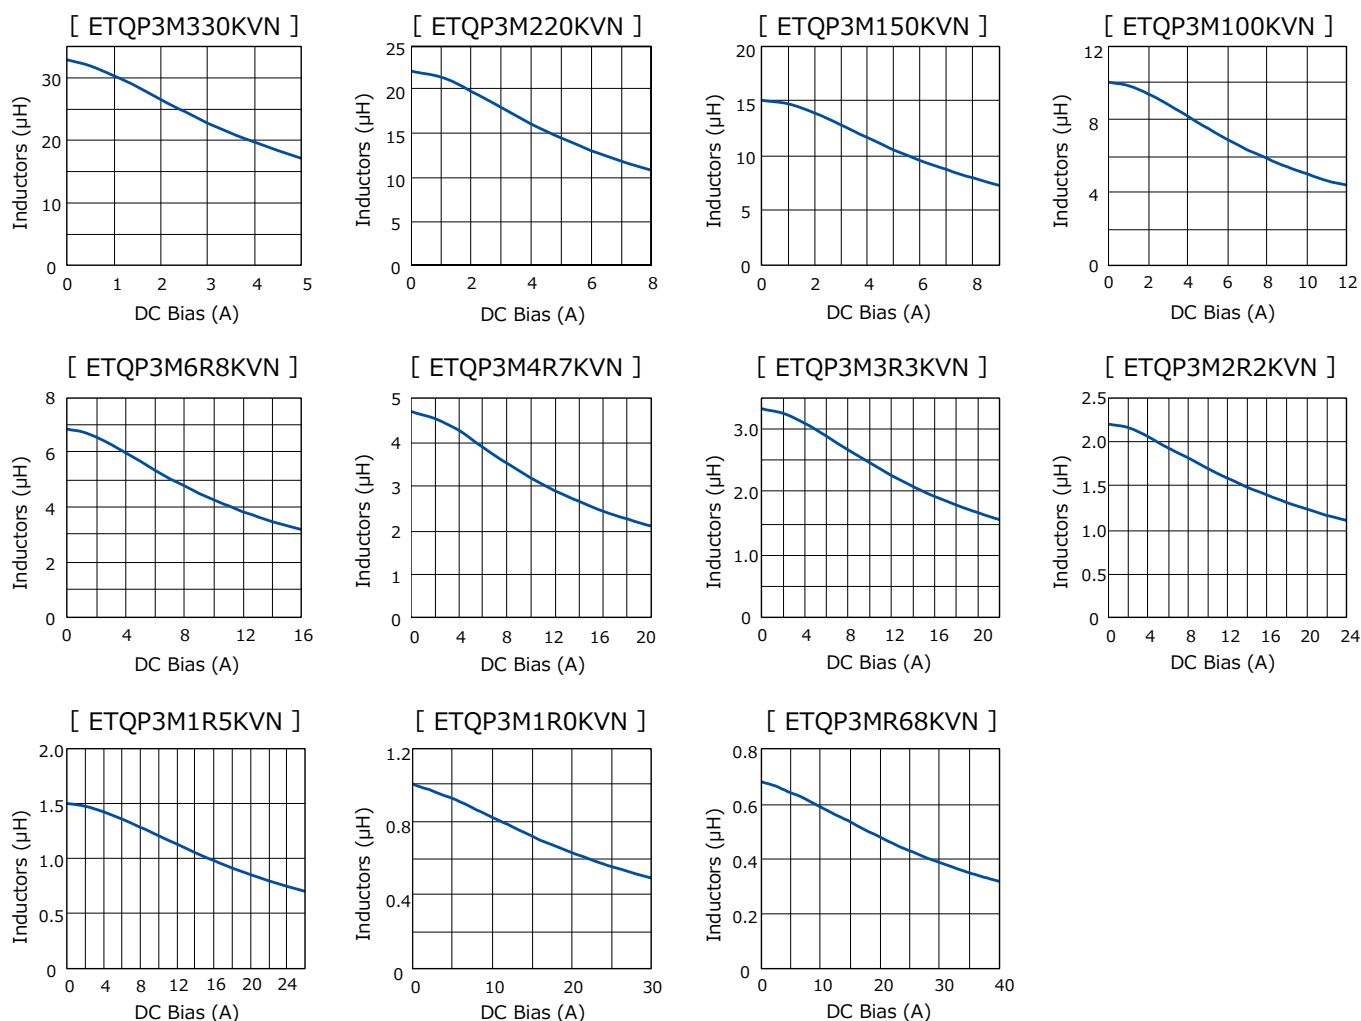 [ ETQP3M330KVN ]
Inductors (μH)
30
20
10
0
0 1 2 3 4 5
DC Bias (A)
[ ETQP3M220KVN ]
Inductors (μH)
25
20
15
10
5
0
0 2 4 6 8
DC Bias (A)
[ ETQP3M150KVN ]
Inductors (μH)
20
15
10
5
0
0 2 4 6 8
DC Bias (A)
[ ETQP3M100KVN ]
Inductors (μH)
12
8
4
0
0 2 4 6 8 10 12
DC Bias (A)
[ ETQP3M6R8KVN ]
Inductors (μH)
8
6
4
2
0
0 4 8 12 16
DC Bias (A)
[ ETQP3M4R7KVN ]
Inductors (μH)
5
4
3
2
1
0
0 4 8 12 16 20
DC Bias (A)
[ ETQP3M3R3KVN ]
Inductors (μH)
3.0
2.0
1.0
0
0 4 8 12 16 20
DC Bias (A)
[ ETQP3M2R2KVN ]
Inductors (μH)
2.5
2.0
1.5
1.0
0.5
0
0 4 8 12 16 20 24
DC Bias (A)
[ ETQP3M1R5KVN ]
Inductors (μH)
2.0
1.5
1.0
0.5
0
0 4 8 12 16 20 24
DC Bias (A)
[ ETQP3M1R0KVN ]
Inductors (μH)
1.2
0.8
0.4
0
0 10 20 30
DC Bias (A)
[ ETQP3MR68KVN ]
Inductors (μH)
0.8
0.6
0.4
0.2
0
0 10 20 30 40
DC Bias (A)